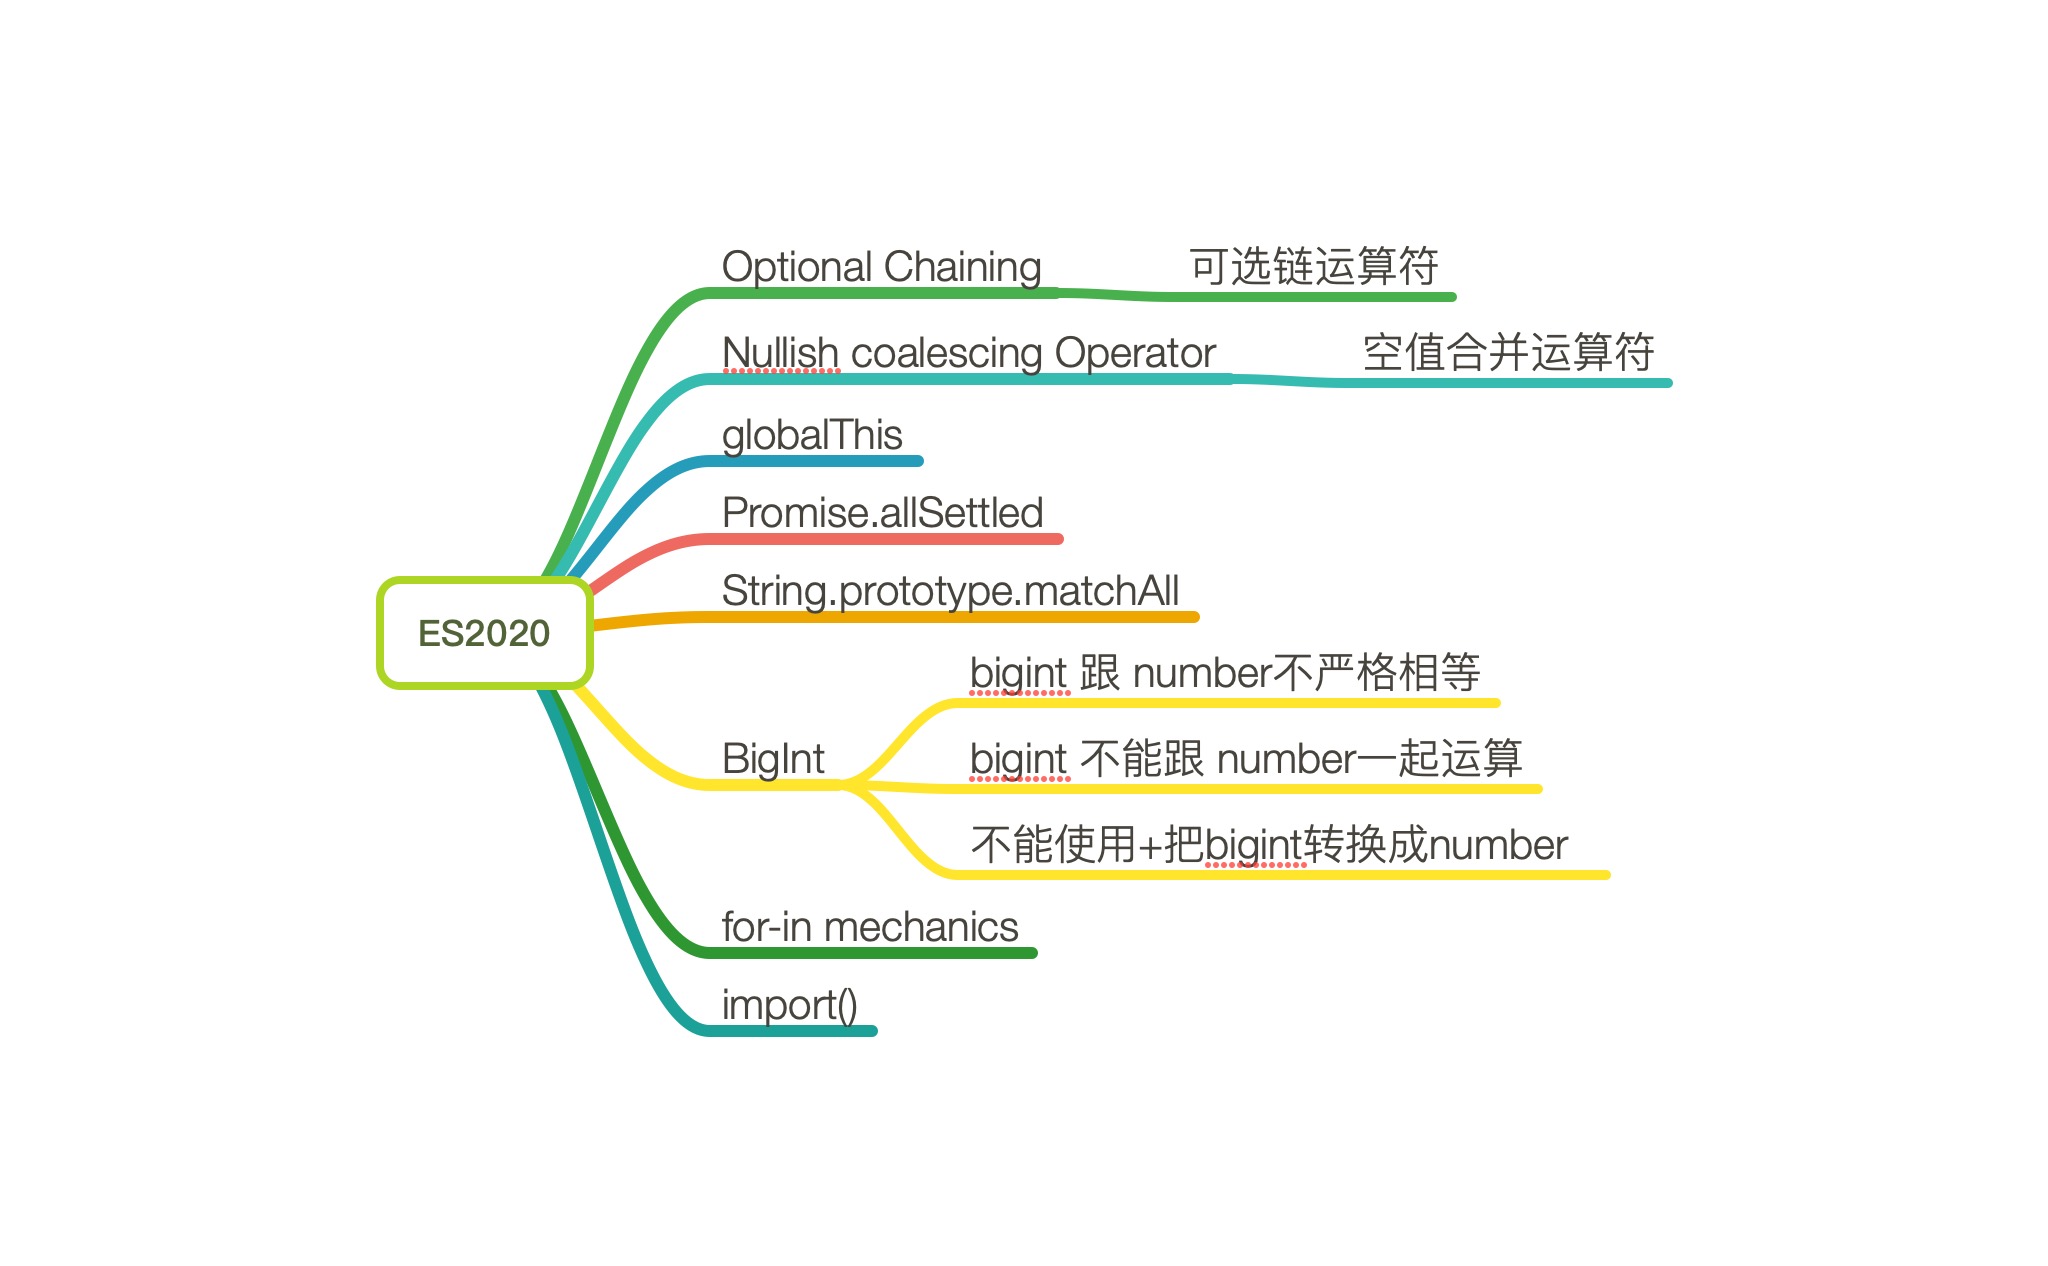 Optional Chaining
可选链运算符
Nullish coalescing Operator
空值合并运算符
globalThis
Promise.allSettled
String.prototype.matchAll
ES2020
bigint 跟 number不严格相等
BigInt
bigint 不能跟 number一起运算
不能使用+把bigint转换成number
for-in mechanics
import()